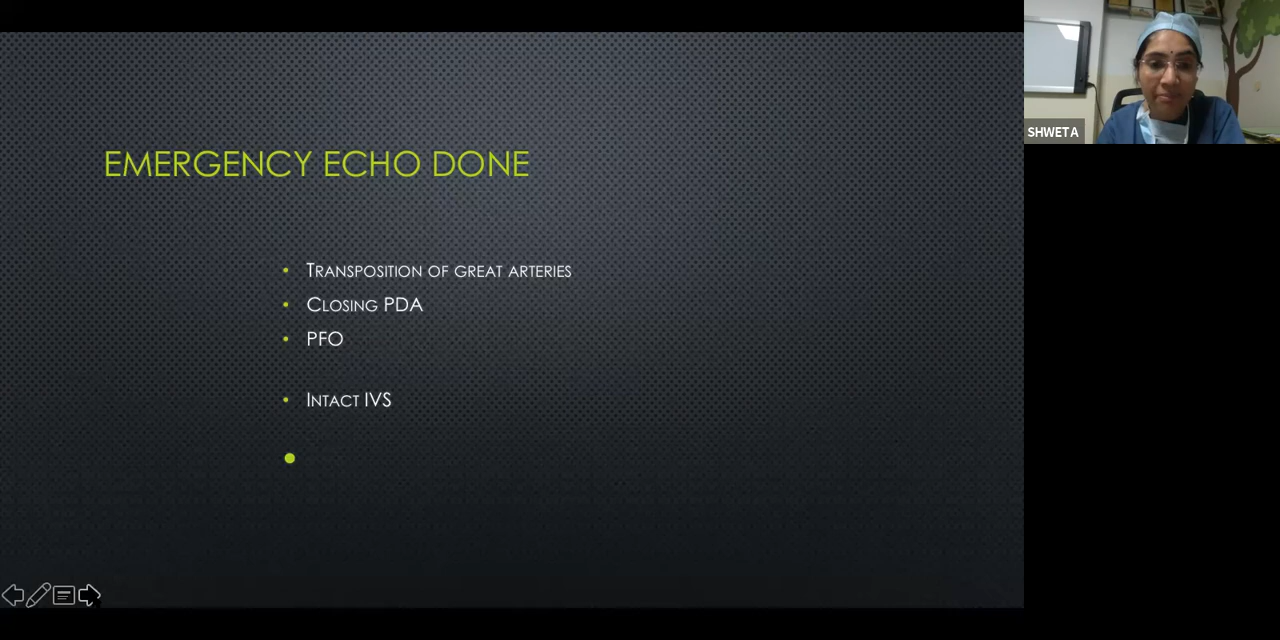 EMERGENCY ECHO DONE
TRANSPOSITION OF GREAT ARTERIES
CLOSING PDA
PFO
INTACT IVS
SHWETA